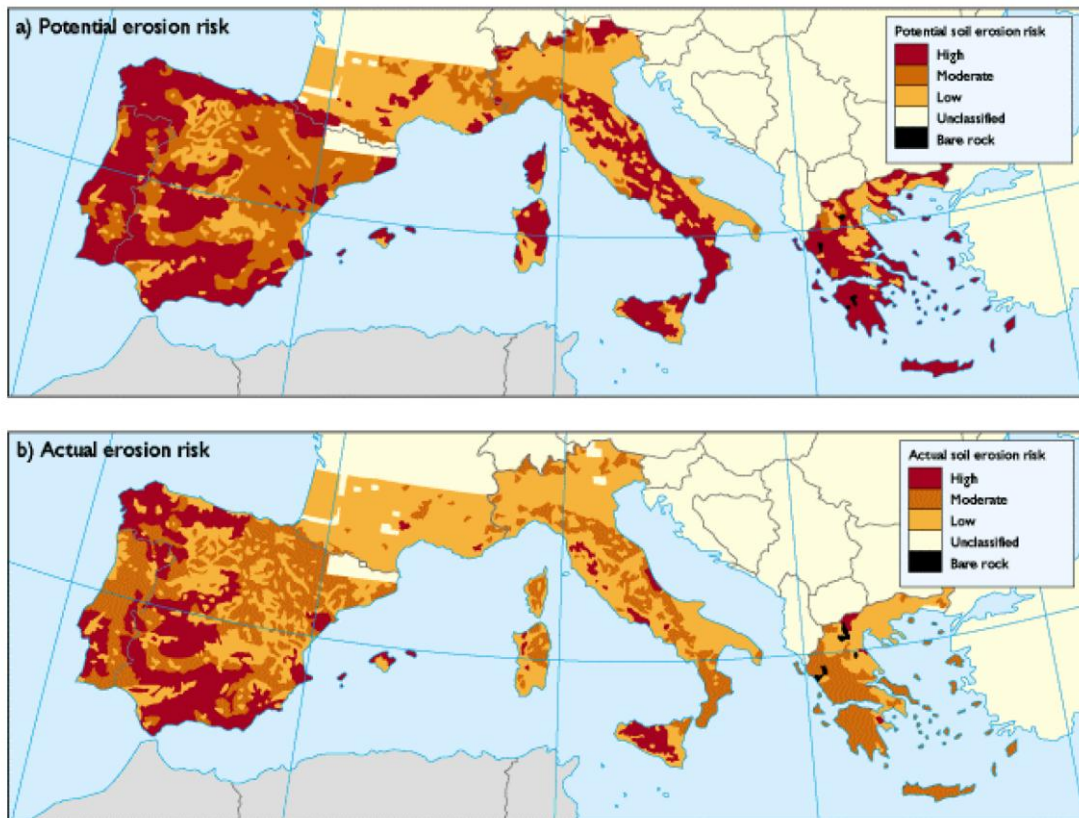 a) Potential erosion risk
Potential soil erosion risk
High
Moderate
Low
Unclassified
Bare rock
b) Actual erosion risk
Actual soil erosion risk
High
Moderate
Low
Unclassified
Bare rock